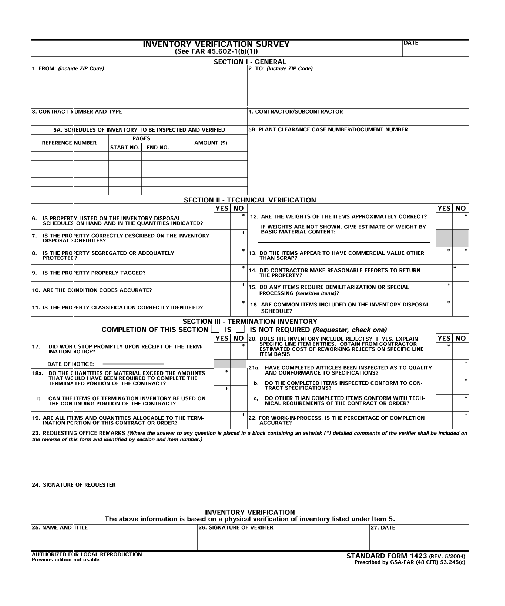 INVENTORY VERIFICATION SURVEY
(See FAR 45.602-1(b)(1))
DATE
SECTION I - GENERAL
1. FROM (Include ZIP Code)
2. TO (Include ZIP Code)
3. CONTRACT NUMBER AND TYPE
4. CONTRACTOR/SUBCONTRACTOR
5A. SCHEDULES OF INVENTORY TO BE INSPECTED AND VERIFIED
5B. PLANT CLEARANCE CASE NUMBER/DOCUMENT NUMBER
REFERENCE NUMBER
PAGES
START NO.
END NO.
AMOUNT ($)
SECTION II - TECHNICAL VERIFICATION
YES NO
YES NO
6. IS PROPERTY LISTED ON THE INVENTORY DISPOSAL
SCHEDULES ON HAND AND IN THE QUANTITIES INDICATED?
*
7. IS THE PROPERTY CORRECTLY DESCRIBED ON THE INVENTORY
DISPOSAL SCHEDULES?
*
8. IS THE PROPERTY SEGREGATED OR ADEQUATELY
PROTECTED?
*
9. IS THE PROPERTY PROPERLY TAGGED?
*
10. ARE THE CONDITION CODES ACCURATE?
*
11. IS THE PROPERTY CLASSIFICATION CORRECTLY IDENTIFIED?
*
12. ARE THE WEIGHTS OF THE ITEMS APPROXIMATELY CORRECT?
*
IF WEIGHTS ARE NOT SHOWN, GIVE ESTIMATE OF WEIGHT BY
BASIC MATERIAL CONTENT:
13. DO THE ITEMS APPEAR TO HAVE COMMERCIAL VALUE OTHER
THAN SCRAP?
* *
14. DID CONTRACTOR MAKE REASONABLE EFFORTS TO RETURN
THE PROPERTY?
*
15. DO ANY ITEMS REQUIRE DEMILITARIZATION OR SPECIAL
PROCESSING (sensitive items)?
*
16. ARE COMMON ITEMS INCLUDED ON THE INVENTORY DISPOSAL
SCHEDULE?
*
SECTION III - TERMINATION INVENTORY
COMPLETION OF THIS SECTION IS IS NOT REQUIRED (Requester, check one)
YES NO
YES NO
17. DID WORK STOP PROMPTLY UPON RECEIPT OF THE TERM-
INATION NOTICE?
DATE OF NOTICE:
18a. DO THE QUANTITIES OF MATERIAL EXCEED THE AMOUNTS
THAT WOULD HAVE BEEN REQUIRED TO COMPLETE THE
TERMINATED PORTION OF THE CONTRACT?
*
CAN THE ITEMS OF TERMINATION INVENTORY BE USED ON
THE CONTINUING PORTION OF THE CONTRACT?
*
19. ARE ALL ITEMS AND QUANTITIES ALLOCABLE TO THE TERM-
INATION PORTION OF THIS CONTRACT OR ORDER?
*
20. DOES THE INVENTORY INCLUDE REJECTS? IF YES, EXPLAIN
SPECIFIC LINE ITEM ENTRIES. OBTAIN FROM CONTRACTOR
ESTIMATED COST OF REWORKING REJECTS ON SPECIFIC LINE
ITEM BASIS
21a. HAVE COMPLETED ARTICLES BEEN INSPECTED AS TO QUALITY
AND CONFORMANCE TO SPECIFICATIONS?
*
b. DO THE COMPLETED ITEMS INSPECTED CONFORM TO CON-
TRACT SPECIFICATIONS?
*
c. DO OTHER THAN COMPLETED ITEMS CONFORM WITH TECH-
NICAL REQUIREMENTS OF THE CONTRACT OR ORDER?
*
22. FOR WORK-IN-PROCESS, IS THE PERCENTAGE OF COMPLETION
ACCURATE?
*
23. REQUESTING OFFICE REMARKS (Where the answer to any question is placed in a block containing an asterisk (*) detailed comments of the verifier shall be included on
the reverse of this form and identified by section and item number.)
24. SIGNATURE OF REQUESTER
INVENTORY VERIFICATION
The above information is based on a physical verification of inventory listed under Item 5.
25. NAME AND TITLE
26. SIGNATURE OF VERIFIER
27. DATE
AUTHORIZED FOR LOCAL REPRODUCTION
Previous edition not usable
STANDARD FORM 1423 (REV. 5/2004)
Prescribed by GSA-FAR (48 CFR) 53.245(c)